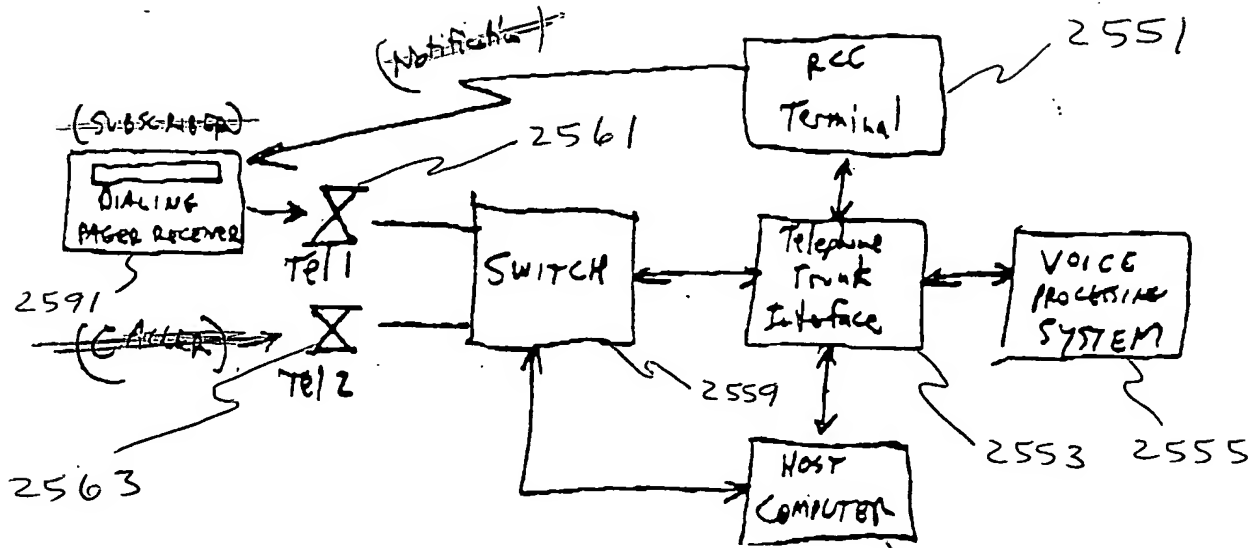 (Notification)
2551
RCC
Terminal
(SUBSCRIBER)
2561
DIALING
PAGER RECEIVER
Tel 1
SWITCH
Telephone
Trunk
Interface
VOICE
PROCESSING
SYSTEM
2591
(CALLER)
Tel 2
2559
2553
2555
2563
HOST
COMPUTER